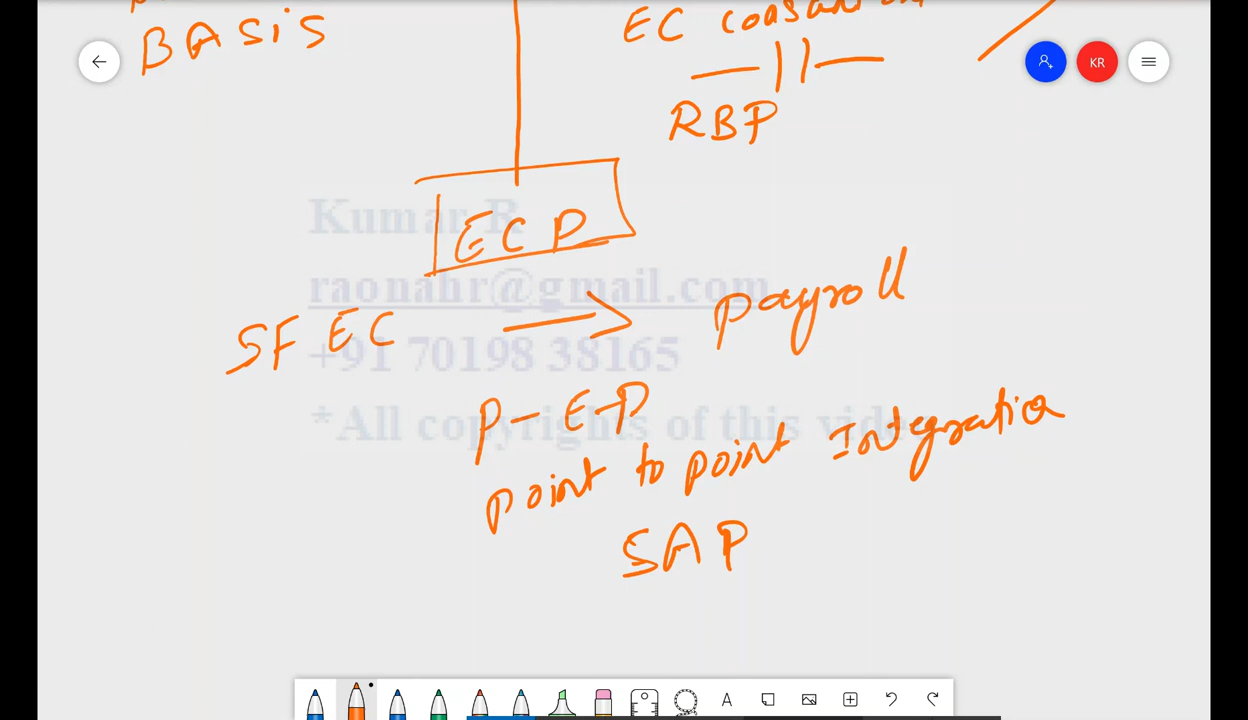 BASIS
EC
RBP
ECP
SF EC → Payroll
P-E-P
point to point Integration
SAP
Kumar R
raonahr@gmail.com
+91 70198 38165
*All copyrights of this video
KR
A